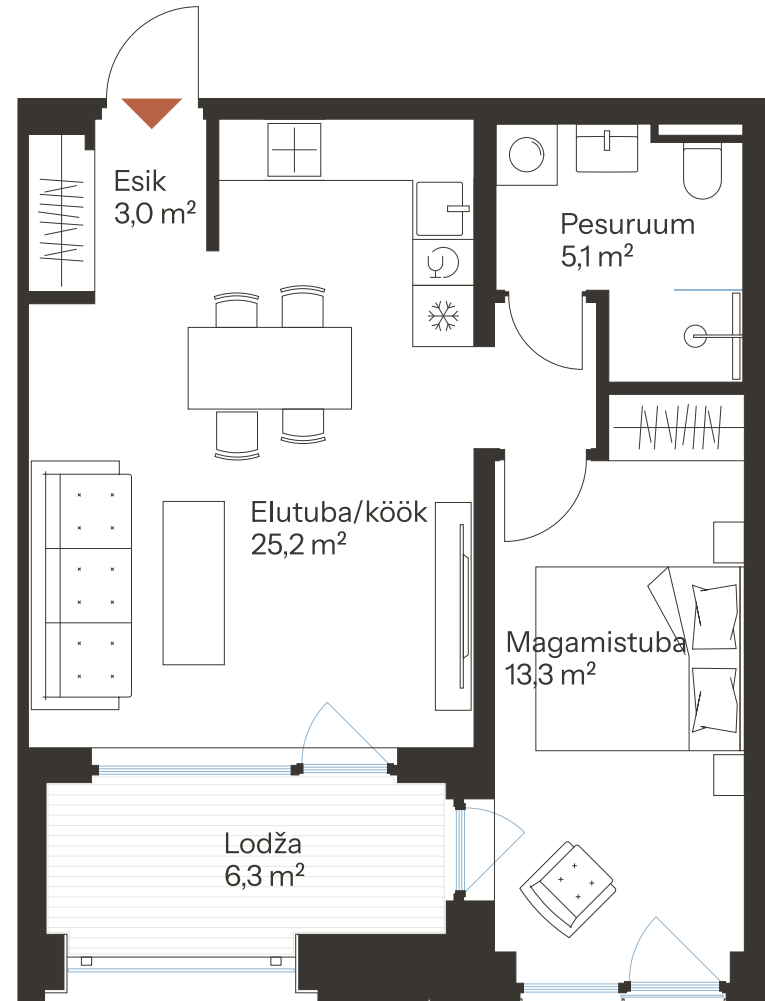 Esik
3,0 m²
Pesuruum
5,1 m²
Elutuba/köök
25,2 m²
Magamistuba
13,3 m²
Lodža
6,3 m²